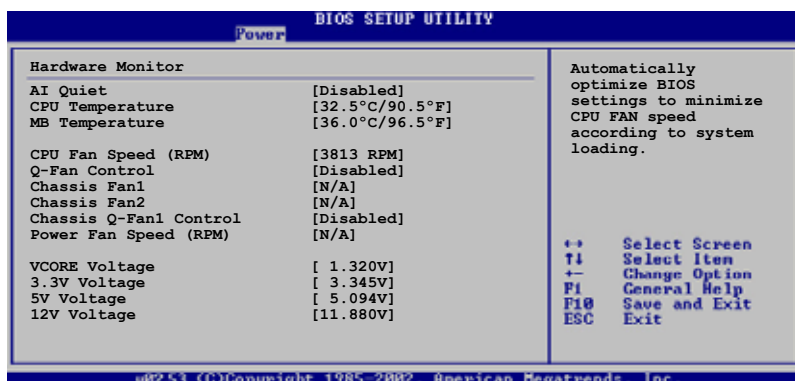 BIOS SETUP UTILITY
Power
Hardware Monitor
AI Quiet [Disabled]
CPU Temperature [32.5°C/90.5°F]
MB Temperature [36.0°C/96.5°F]
CPU Fan Speed (RPM) [3813 RPM]
Q-Fan Control [Disabled]
Chassis Fan1 [N/A]
Chassis Fan2 [N/A]
Chassis Q-Fan1 Control [Disabled]
Power Fan Speed (RPM) [N/A]
VCORE Voltage [ 1.320V]
3.3V Voltage [ 3.345V]
5V Voltage [ 5.094V]
12V Voltage [11.880V]
Automatically
optimize BIOS
settings to minimize
CPU FAN speed
according to system
loading.
↔ Select Screen
↑↓ Select Item
+- Change Option
F1 General Help
F10 Save and Exit
ESC Exit
v02.53 (C)Copyright 1985-2002, American Megatrends, Inc.